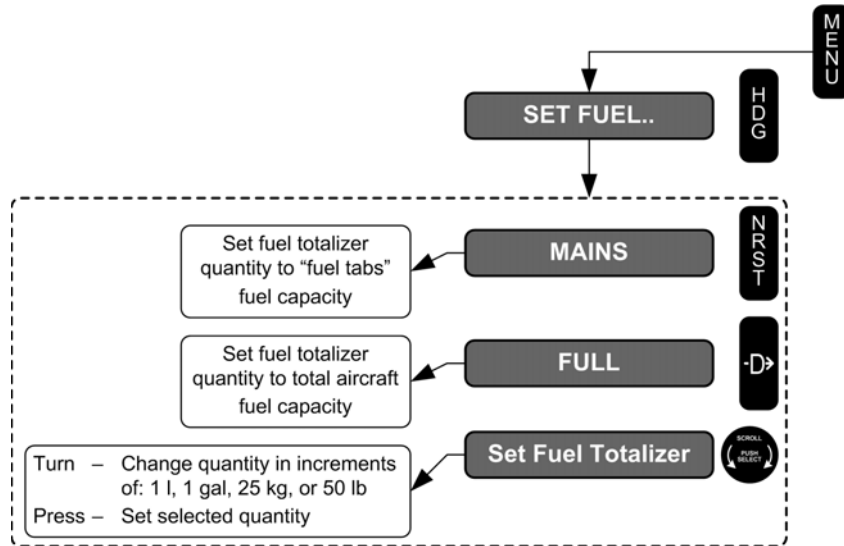 MENU
SET FUEL..
HDG
Set fuel totalizer
quantity to “fuel tabs”
fuel capacity
MAINS
NRST
Set fuel totalizer
quantity to total aircraft
fuel capacity
FULL
-D→
Turn – Change quantity in increments
of: 1 l, 1 gal, 25 kg, or 50 lb
Press – Set selected quantity
Set Fuel Totalizer
SCROLL
PUSH
SELECT